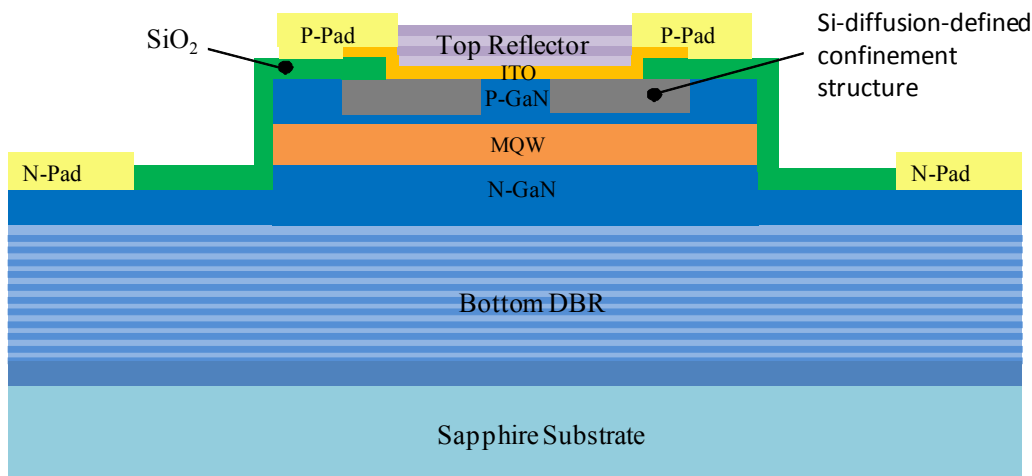 P-Pad
P-Pad
SiO₂
Top Reflector
Si-diffusion-defined
confinement
structure
ITO
P-GaN
MQW
N-Pad
N-GaN
N-Pad
Bottom DBR
Sapphire Substrate